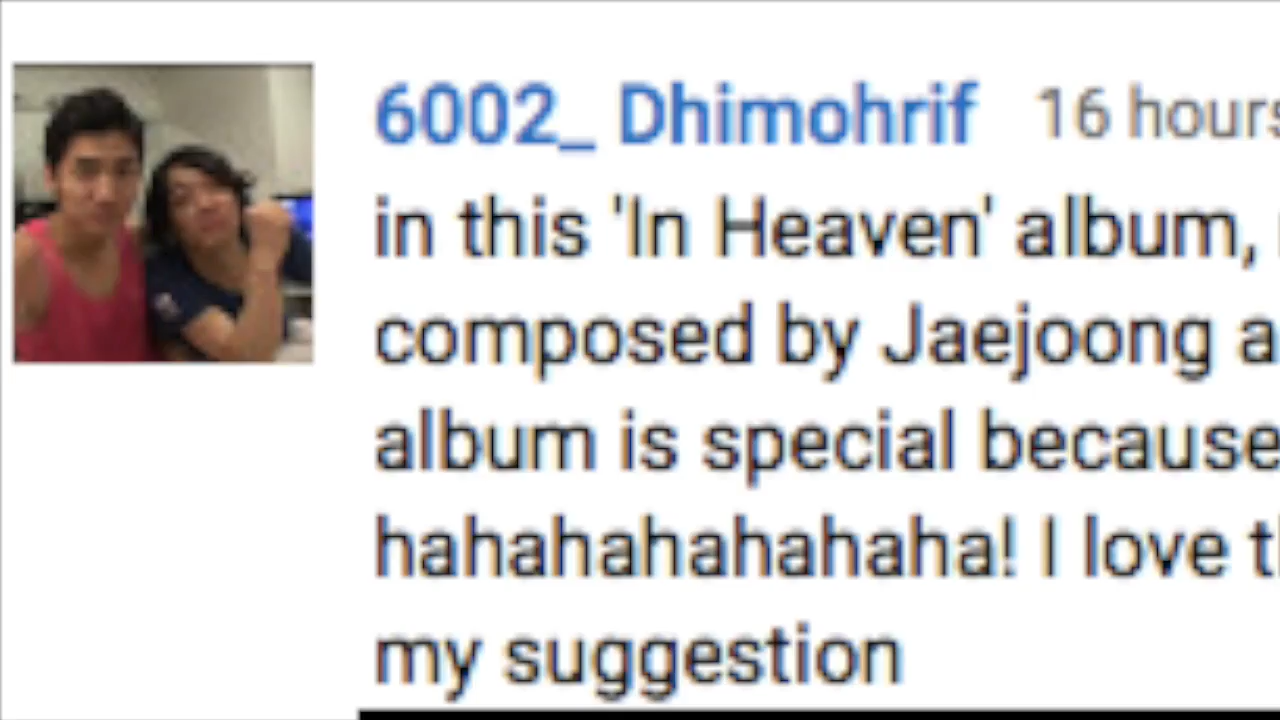 6002_ Dhimohrif 16 hours
in this 'In Heaven' album,
composed by Jaejoong a
album is special because
hahahahahahaha! I love t
my suggestion